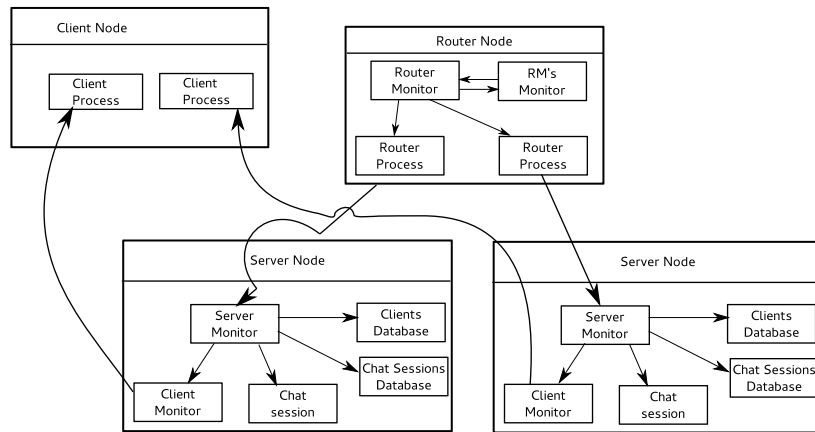 Client Node
Client
Process
Client
Process
Router Node
Router
Monitor
RM's
Monitor
Router
Process
Router
Process
Server Node
Server
Monitor
Clients
Database
Chat Sessions
Database
Client
Monitor
Chat
session
Server Node
Server
Monitor
Clients
Database
Chat Sessions
Database
Client
Monitor
Chat
session